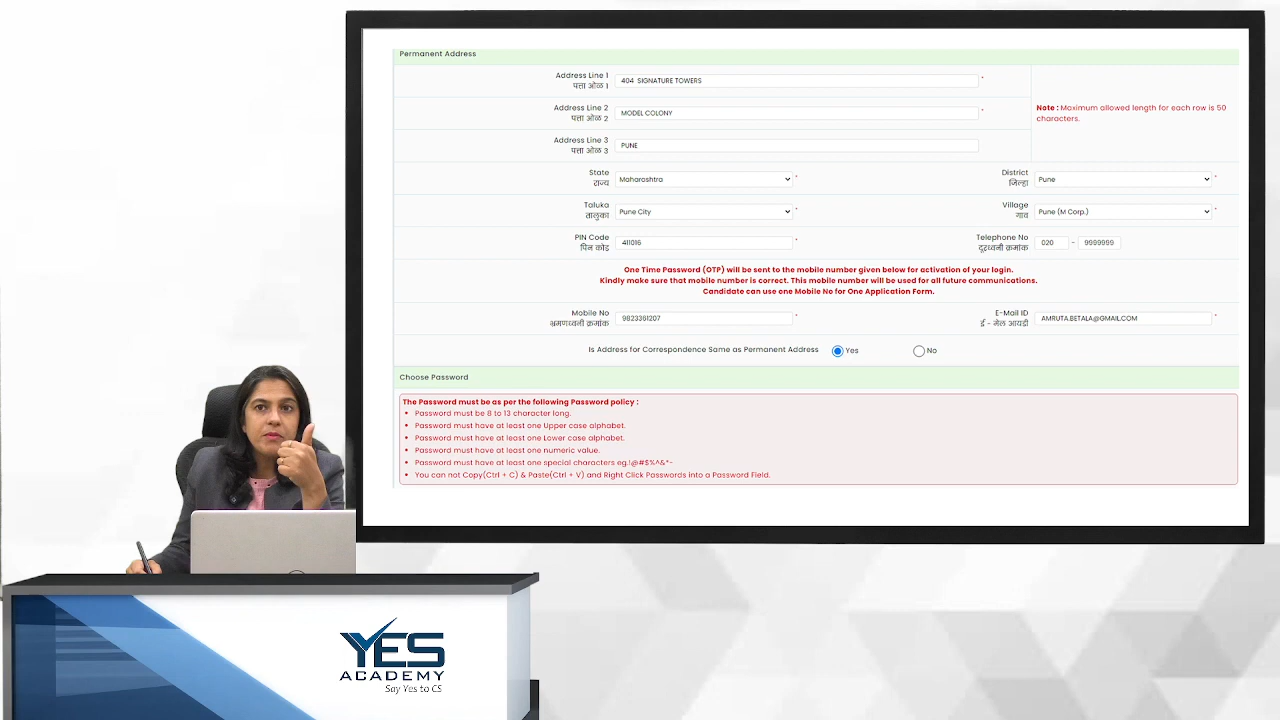 Permanent Address
Address Line 1
पत्ता ओळ 1
404 SIGNATURE TOWERS *
Address Line 2
पत्ता ओळ 2
MODEL COLONY *
Address Line 3
पत्ता ओळ 3
PUNE
Note : Maximum allowed length for each row is 50
characters.
State
राज्य
Maharashtra *
District
जिल्हा
Pune *
Taluka
तालुका
Pune City *
Village
गाव
Pune (M Corp.) *
PIN Code
पिन कोड
411016 *
Telephone No
दूरध्वनी क्रमांक
020 - 9999999
One Time Password (OTP) will be sent to the mobile number given below for activation of your login.
Kindly make sure that mobile number is correct. This mobile number will be used for all future communications.
Candidate can use one Mobile No for One Application Form.
Mobile No
भ्रमणध्वनी क्रमांक
9823361207 *
E-Mail ID
ई - मेल आयडी
AMRUTA.BETALA@GMAIL.COM *
Is Address for Correspondence Same as Permanent Address Yes No
Choose Password
The Password must be as per the following Password policy :
• Password must be 8 to 13 character long.
• Password must have at least one Upper case alphabet.
• Password must have at least one Lower case alphabet.
• Password must have at least one numeric value.
• Password must have at least one special characters eg.!@#$%^&*-
• You can not Copy(Ctrl + C) & Paste(Ctrl + V) and Right Click Passwords into a Password Field.
YES
ACADEMY
Say Yes to CS